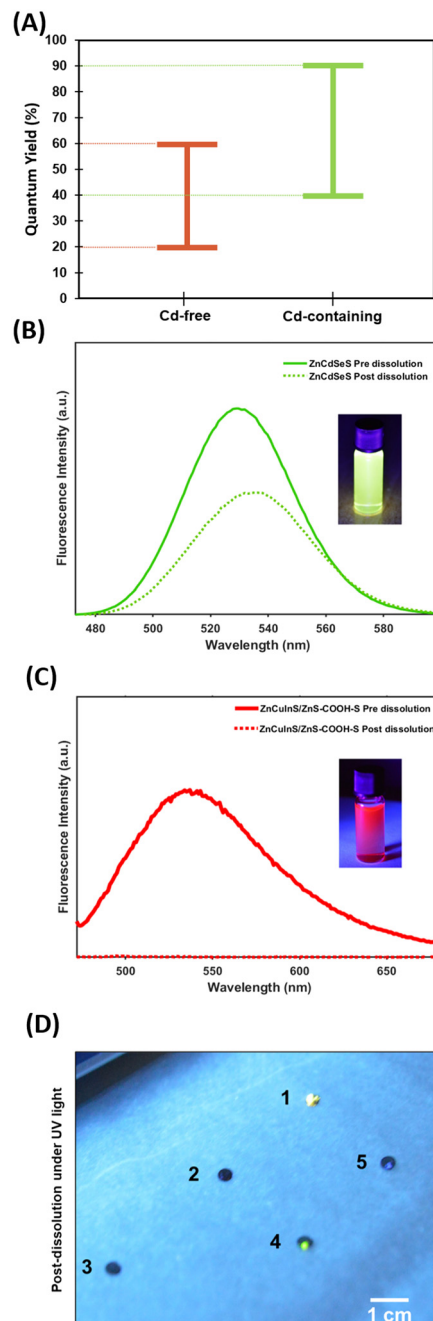 (A)
Quantum Yield (%)
100
90
80
70
60
50
40
30
20
10
0
Cd-free
Cd-containing
(B)
Fluorescence Intensity (a.u.)
ZnCdSeS Pre dissolution
ZnCdSeS Post dissolution
480
500
520
540
560
580
Wavelength (nm)
(C)
Fluorescence Intensity (a.u.)
ZnCuInS/ZnS-COOH-S Pre dissolution
ZnCuInS/ZnS-COOH-S Post dissolution
500
550
600
650
Wavelength (nm)
(D)
Post-dissolution under UV light
1
2
5
4
3
1 cm